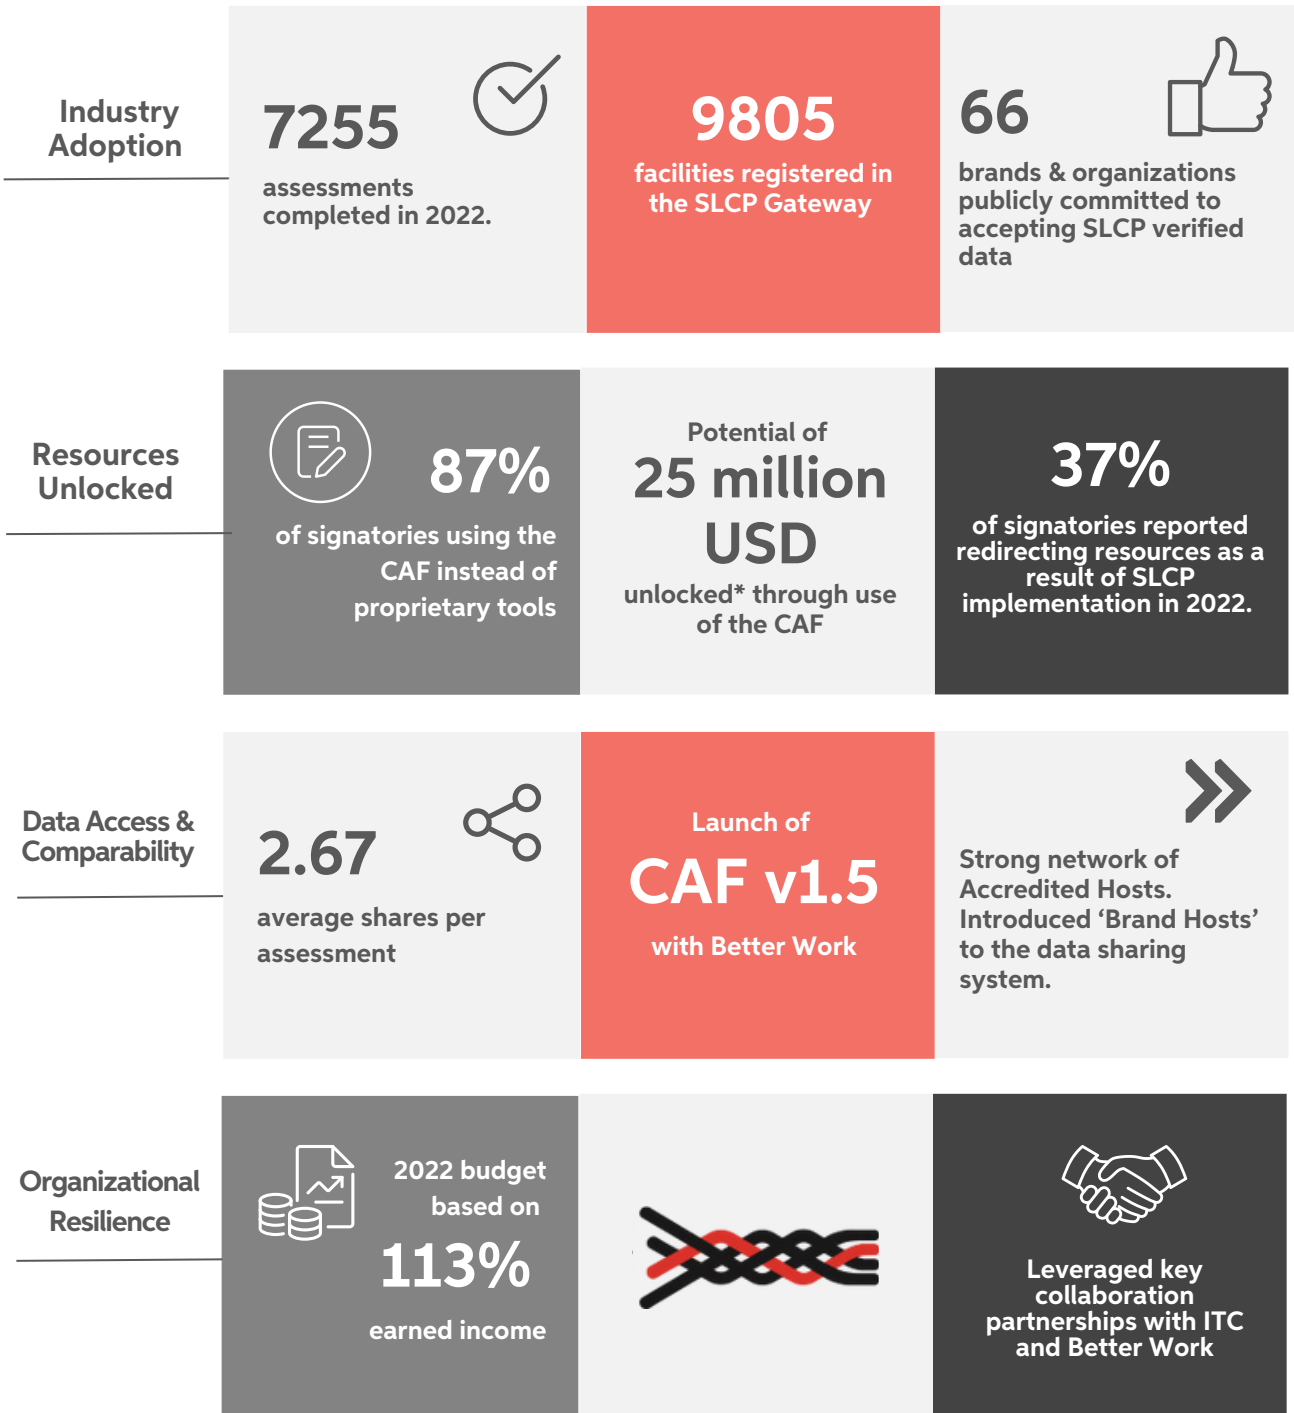 Industry
Adoption
7255
assessments
completed in 2022.
9805
facilities registered in
the SLCP Gateway
66
brands & organizations
publicly committed to
accepting SLCP verified
data
Resources
Unlocked
87%
of signatories using the
CAF instead of
proprietary tools
Potential of
25 million
USD
unlocked* through use
of the CAF
37%
of signatories reported
redirecting resources as a
result of SLCP
implementation in 2022.
Data Access &
Comparability
2.67
average shares per
assessment
Launch of
CAF v1.5
with Better Work
Strong network of
Accredited Hosts.
Introduced ‘Brand Hosts’
to the data sharing
system.
Organizational
Resilience
2022 budget
based on
113%
earned income
Leveraged key
collaboration
partnerships with ITC
and Better Work